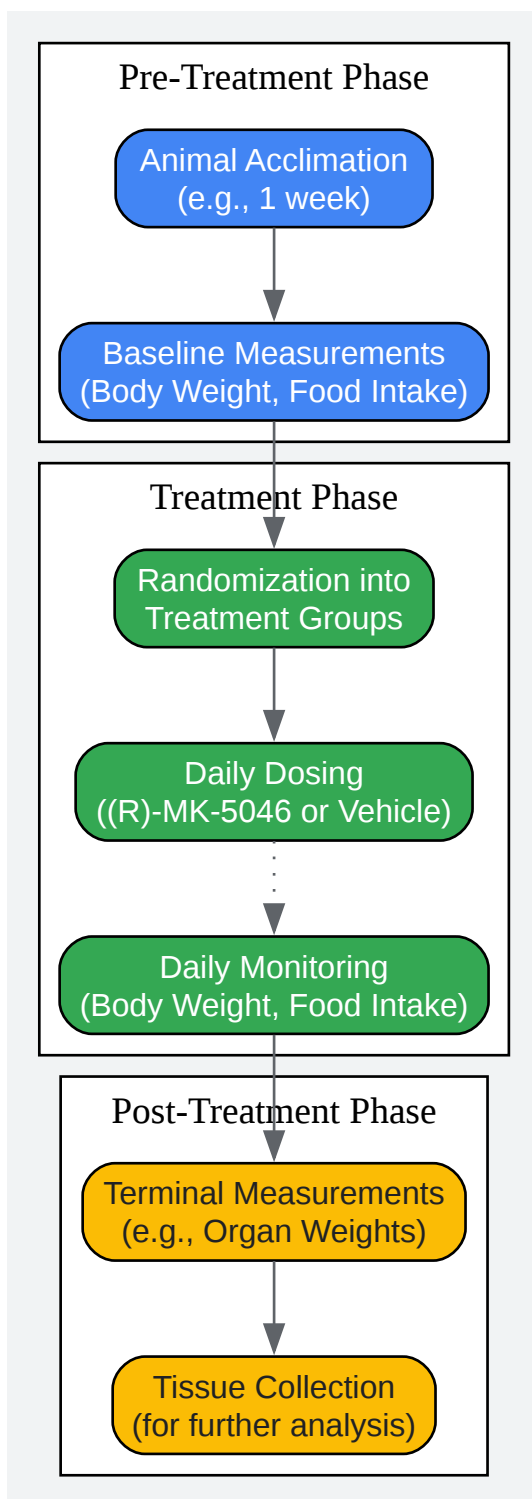 Pre-Treatment Phase
Animal Acclimation
(e.g., 1 week)
Baseline Measurements
(Body Weight, Food Intake)
Treatment Phase
Randomization into
Treatment Groups
Daily Dosing
((R)-MK-5046 or Vehicle)
Daily Monitoring
(Body Weight, Food Intake)
Post-Treatment Phase
Terminal Measurements
(e.g., Organ Weights)
Tissue Collection
(for further analysis)